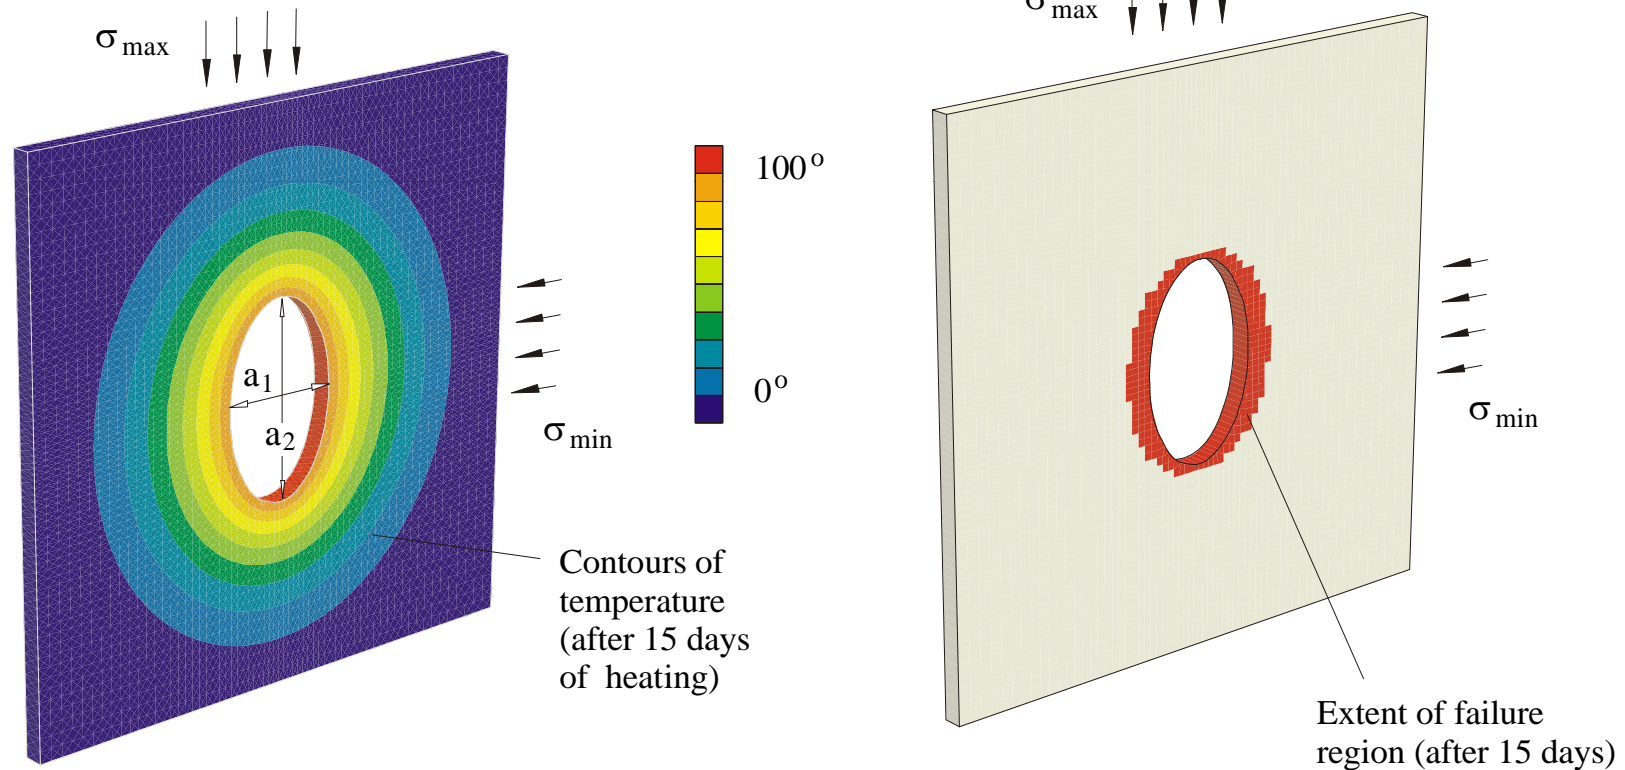 σ max
σ max
100°
a1
a2
0°
σ min
σ min
Contours of
temperature
(after 15 days
of heating)
Extent of failure
region (after 15 days)